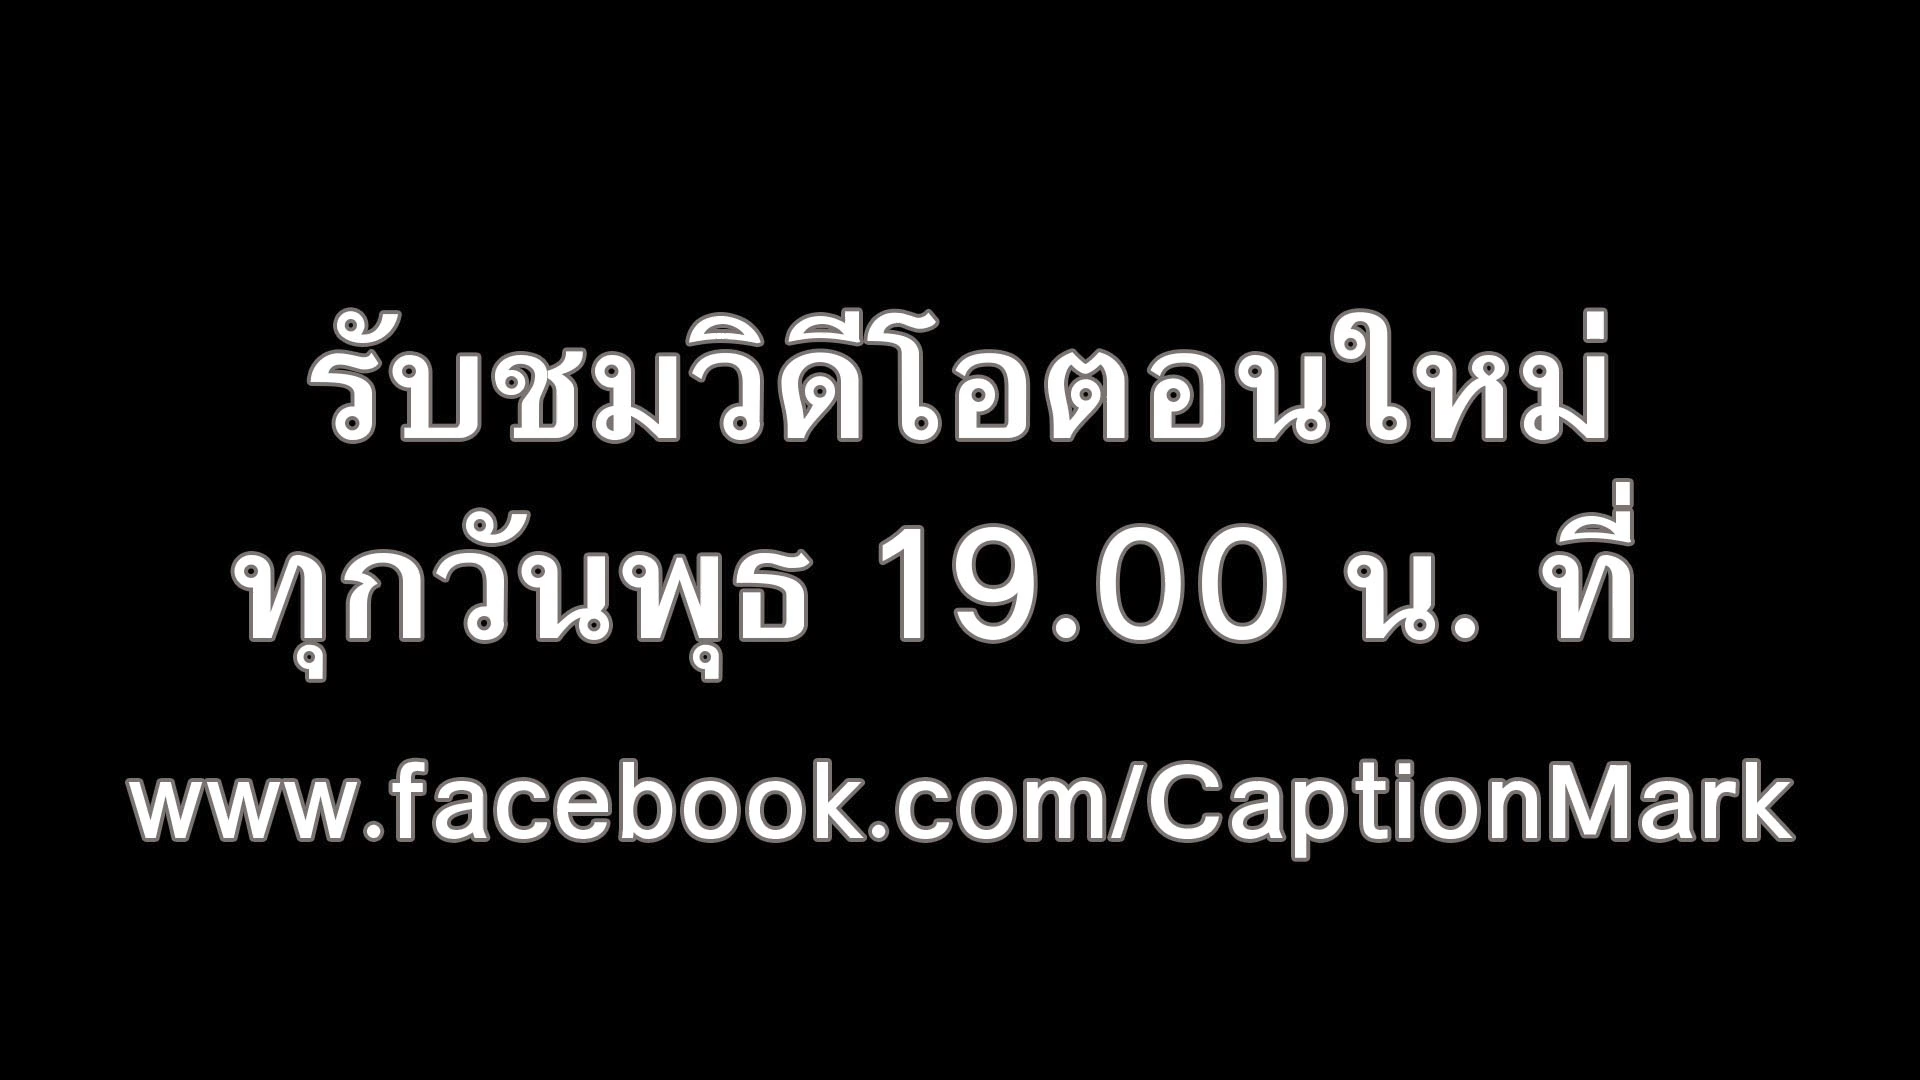 รับชมวิดีโอตอนใหม่
ทุกวันพุธ 19.00 น. ที่
www.facebook.com/CaptionMark